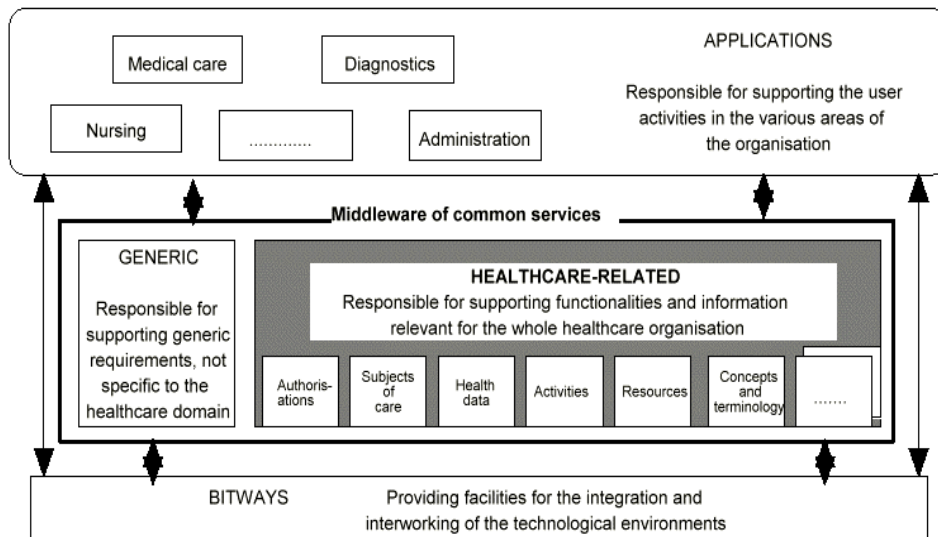 APPLICATIONS
Responsible for supporting the user
activities in the various areas of
the organisation
Medical care
Diagnostics
Nursing
.............
Administration
Middleware of common services
GENERIC
Responsible for
supporting generic
requirements, not
specific to the
healthcare domain
HEALTHCARE-RELATED
Responsible for supporting functionalities and information
relevant for the whole healthcare organisation
Authoris-
ations
Subjects
of
care
Health
data
Activities
Resources
Concepts
and
terminology
.......
BITWAYS
Providing facilities for the integration and
interworking of the technological environments